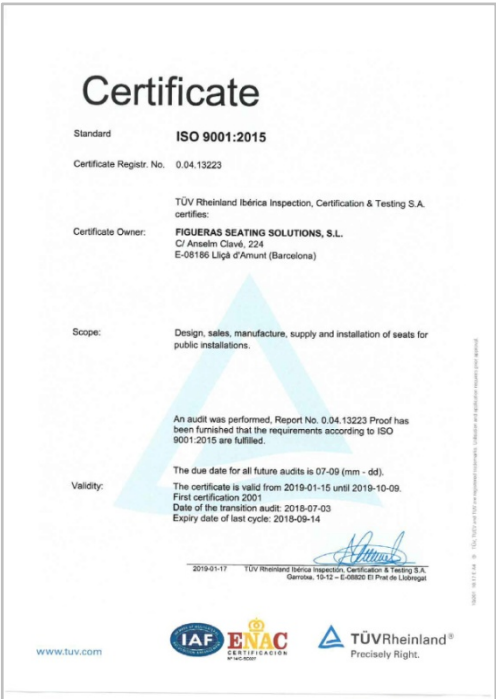 Certificate
Standard ISO 9001:2015
Certificate Registr. No. 0.04.13223
TÜV Rheinland Ibérica Inspection, Certification & Testing S.A.
certifies:
Certificate Owner: FIGUERAS SEATING SOLUTIONS, S.L.
C/ Anselm Clavé, 224
E-08186 Lliçà d'Amunt (Barcelona)
Scope: Design, sales, manufacture, supply and installation of seats for
public installations.
An audit was performed, Report No. 0.04.13223 Proof has
been furnished that the requirements according to ISO
9001:2015 are fulfilled.
The due date for all future audits is 07-09 (mm - dd).
Validity: The certificate is valid from 2019-01-15 until 2019-10-09.
First certification 2001
Date of the transition audit: 2018-07-03
Expiry date of last cycle: 2018-09-14
2019-01-17 TÜV Rheinland Ibérica Inspection, Certification & Testing S.A.
Garrotxa, 10-12 – E-08820 El Prat de Llobregat
www.tuv.com
IAF
ENAC
CERTIFICACIÓN
TÜVRheinland®
Precisely Right.